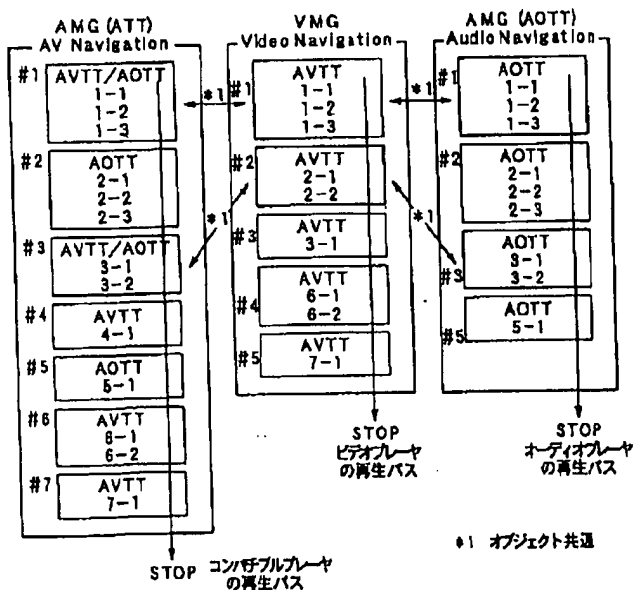 AMG (ATT)
AV Navigation
#1
AVTT/AOTT
1-1
1-2
1-3
#2
AOTT
2-1
2-2
2-3
#3
AVTT/AOTT
3-1
3-2
#4
AVTT
4-1
#5
AOTT
5-1
#6
AVTT
6-1
6-2
#7
AVTT
7-1
STOP コンパチブルプレーヤ
の再生パス
*1
*1
VMG
Video Navigation
#1
AVTT
1-1
1-2
1-3
#2
AVTT
2-1
2-2
#3
AVTT
3-1
#4
AVTT
6-1
6-2
#5
AVTT
7-1
STOP
ビデオプレーヤ
の再生パス
*1
*1
AMG (AOTT)
Audio Navigation
#1
AOTT
1-1
1-2
1-3
#2
AOTT
2-1
2-2
2-3
#3
AOTT
3-1
3-2
#5
AOTT
5-1
STOP
オーディオプレーヤ
の再生パス
*1 オブジェクト共通